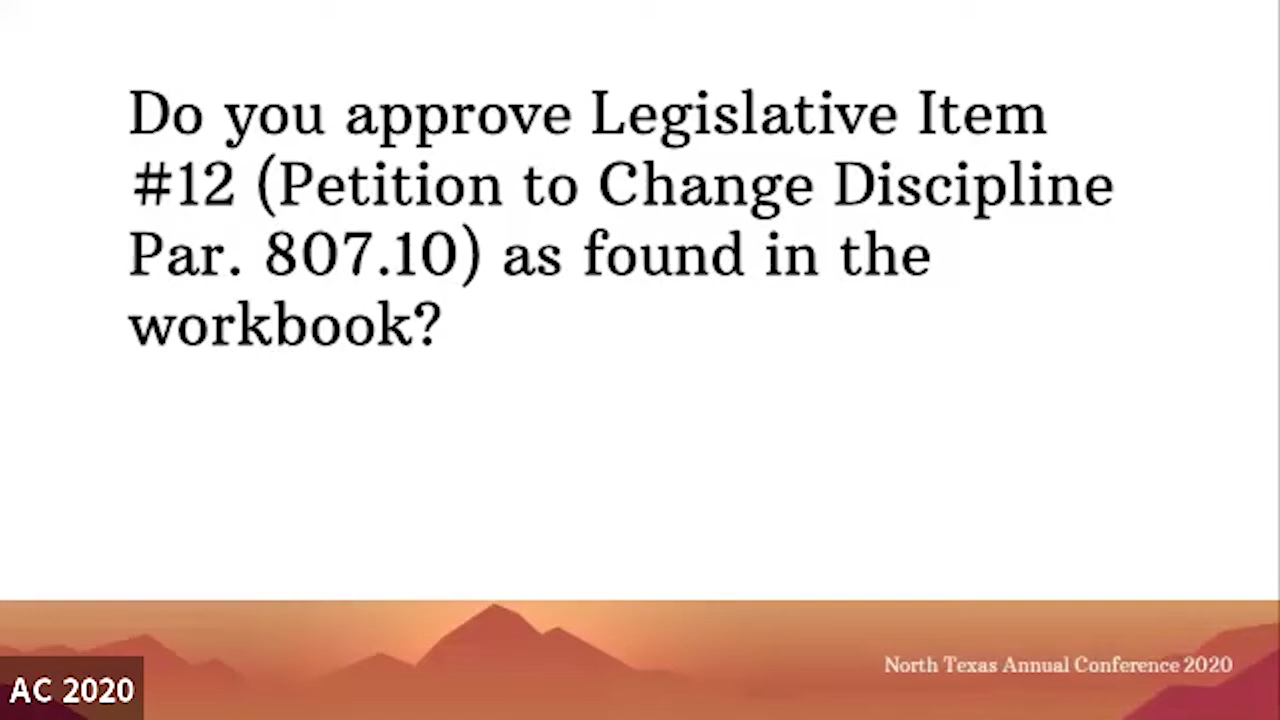 Do you approve Legislative Item
#12 (Petition to Change Discipline
Par. 807.10) as found in the
workbook?
North Texas Annual Conference 2020
AC 2020